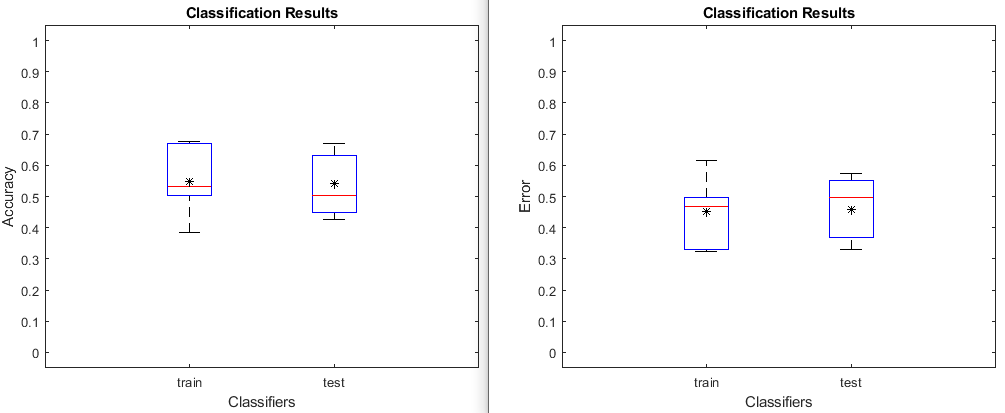 Classification Results
1
0.9
0.8
0.7
0.6
0.5
0.4
0.3
0.2
0.1
0
Accuracy
train
test
Classifiers
Classification Results
1
0.9
0.8
0.7
0.6
0.5
0.4
0.3
0.2
0.1
0
Error
train
test
Classifiers